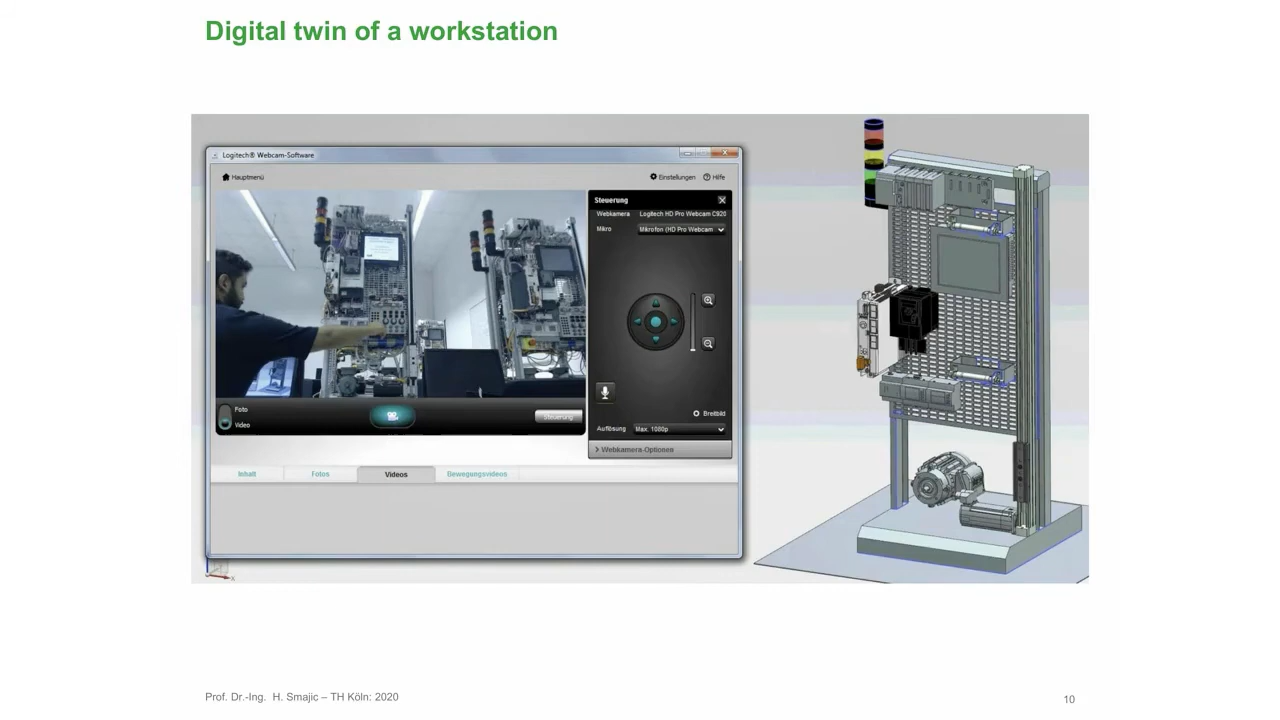 Digital twin of a workstation
Logitech® Webcam-Software
Hauptmenü
Einstellungen
Hilfe
Steuerung
Webkamera Logitech HD Pro Webcam C920
Mikro Mikrofon (HD Pro Webcam
Foto
Video
Steuerung
Breitbild
Auflösung Max. 1080p
Webkamera-Optionen
Inhalt Fotos Videos Bewegungsvideos
X
Prof. Dr.-Ing. H. Smajic – TH Köln: 2020
10